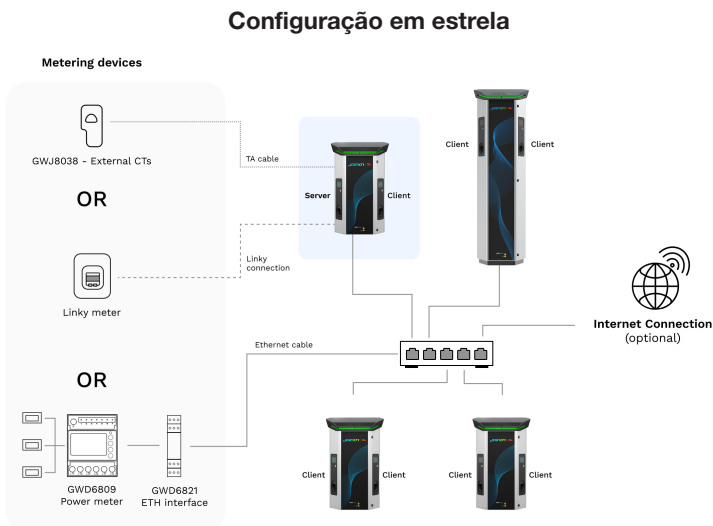 Configuração em estrela
Metering devices
GWJ8038 - External CTs
TA cable
OR
Server
Client
Client
Client
Linky
connection
Linky meter
Internet Connection
(optional)
Ethernet cable
OR
GWD6809
Power meter
GWD6821
ETH interface
Client
Client
Client
Client